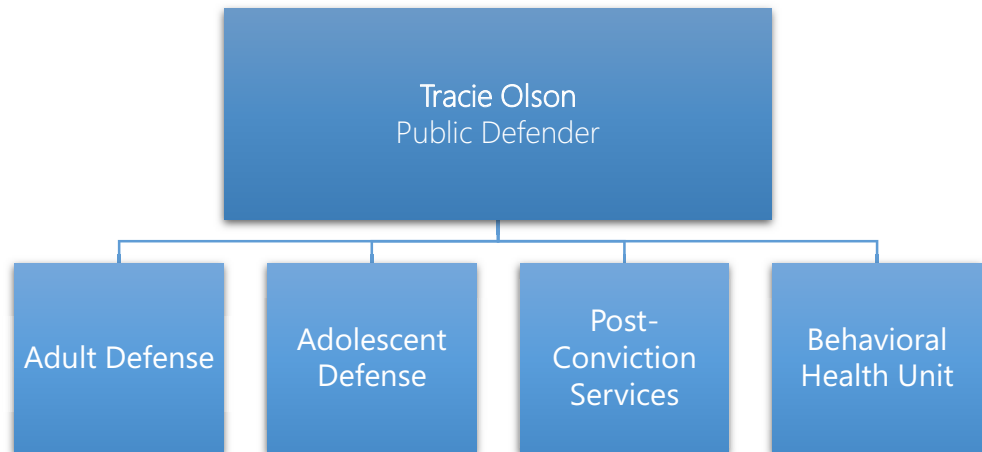 Tracie Olson
Public Defender
Adult Defense
Adolescent
Defense
Post-
Conviction
Services
Behavioral
Health Unit